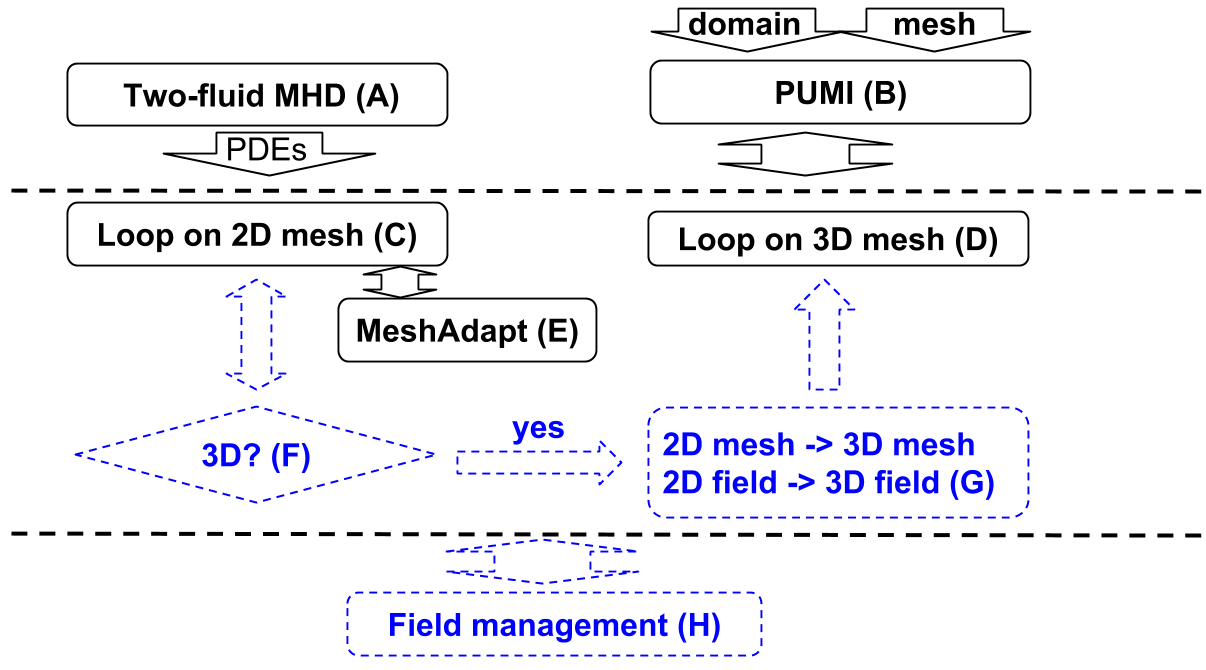 domain
mesh
Two-fluid MHD (A)
PUMI (B)
PDEs
Loop on 2D mesh (C)
Loop on 3D mesh (D)
MeshAdapt (E)
3D? (F)
yes
2D mesh -> 3D mesh
2D field -> 3D field (G)
Field management (H)